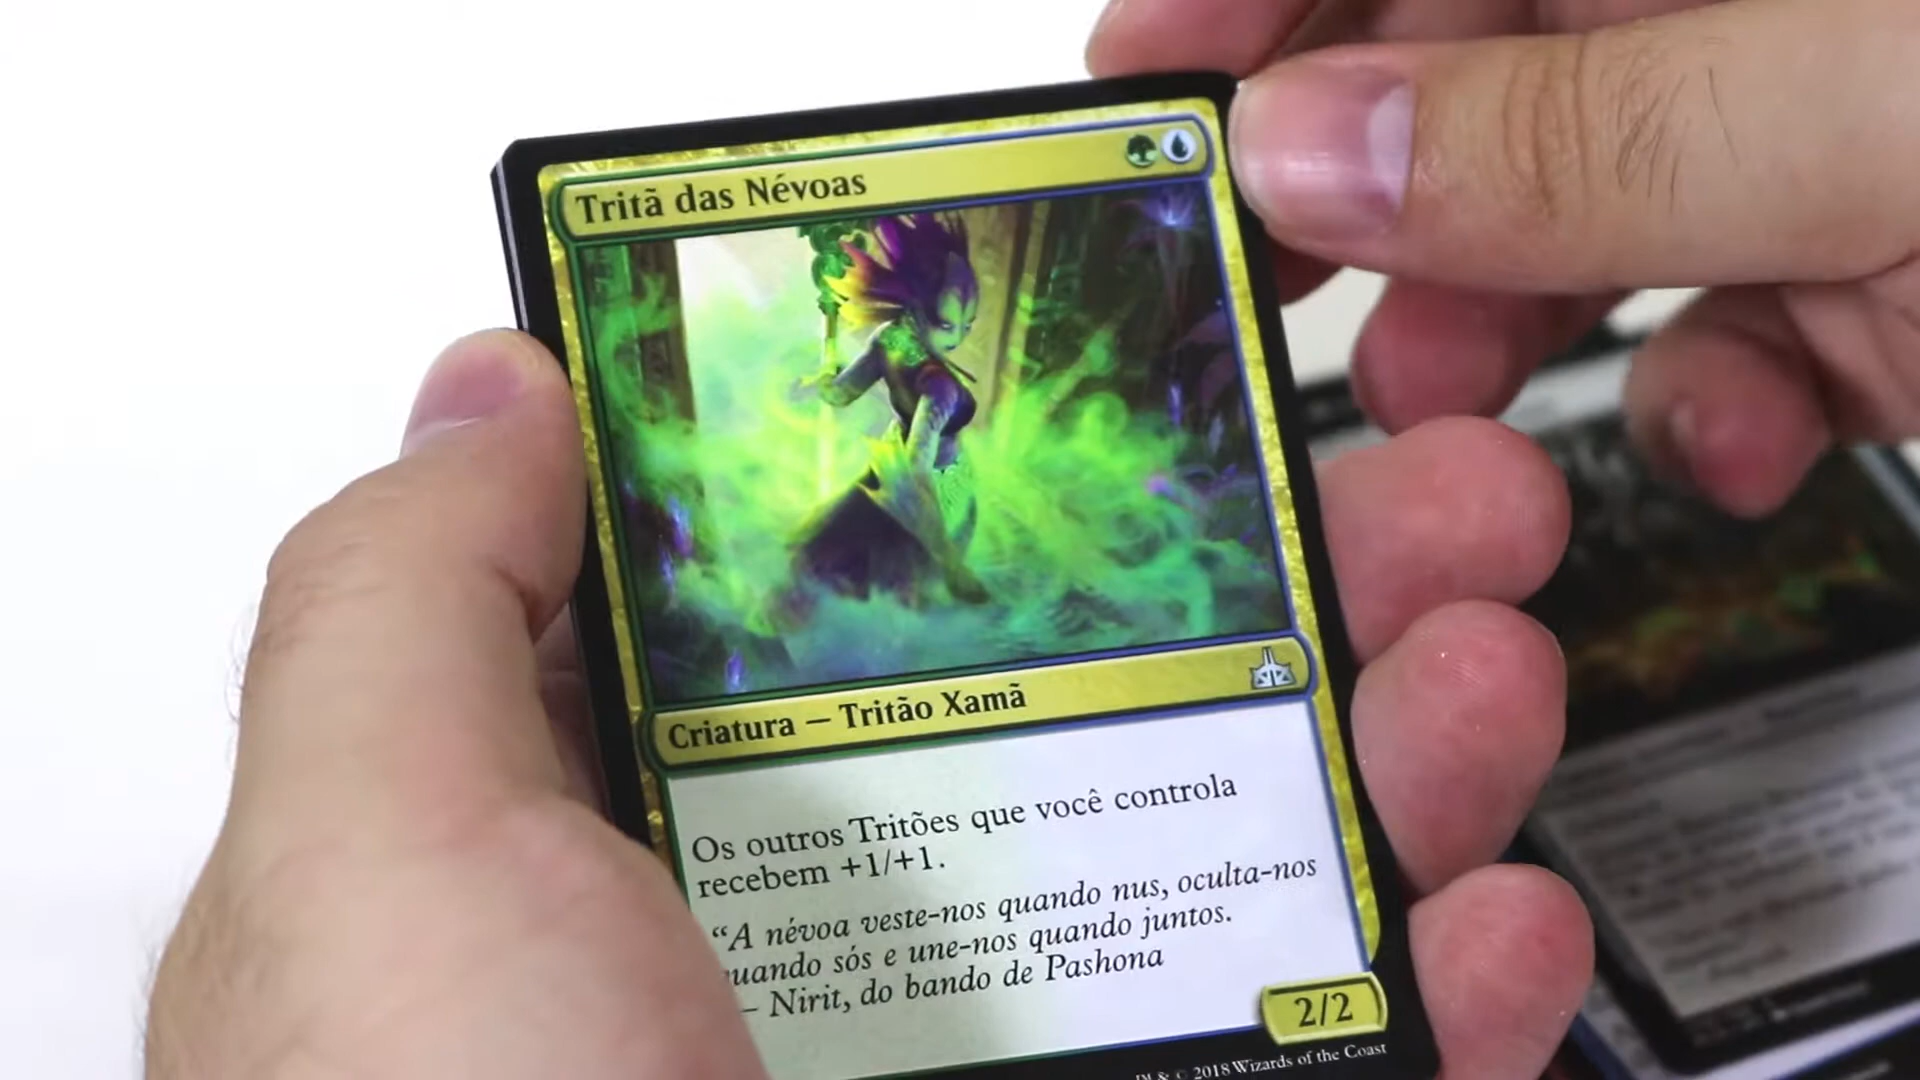 Tritã das Névoas
Criatura — Tritão Xamã
Os outros Tritões que você controla
recebem +1/+1.
“A névoa veste-nos quando nus, oculta-nos
quando sós e une-nos quando juntos.
— Nirit, do bando de Pashona
2/2
™ & © 2018 Wizards of the Coast